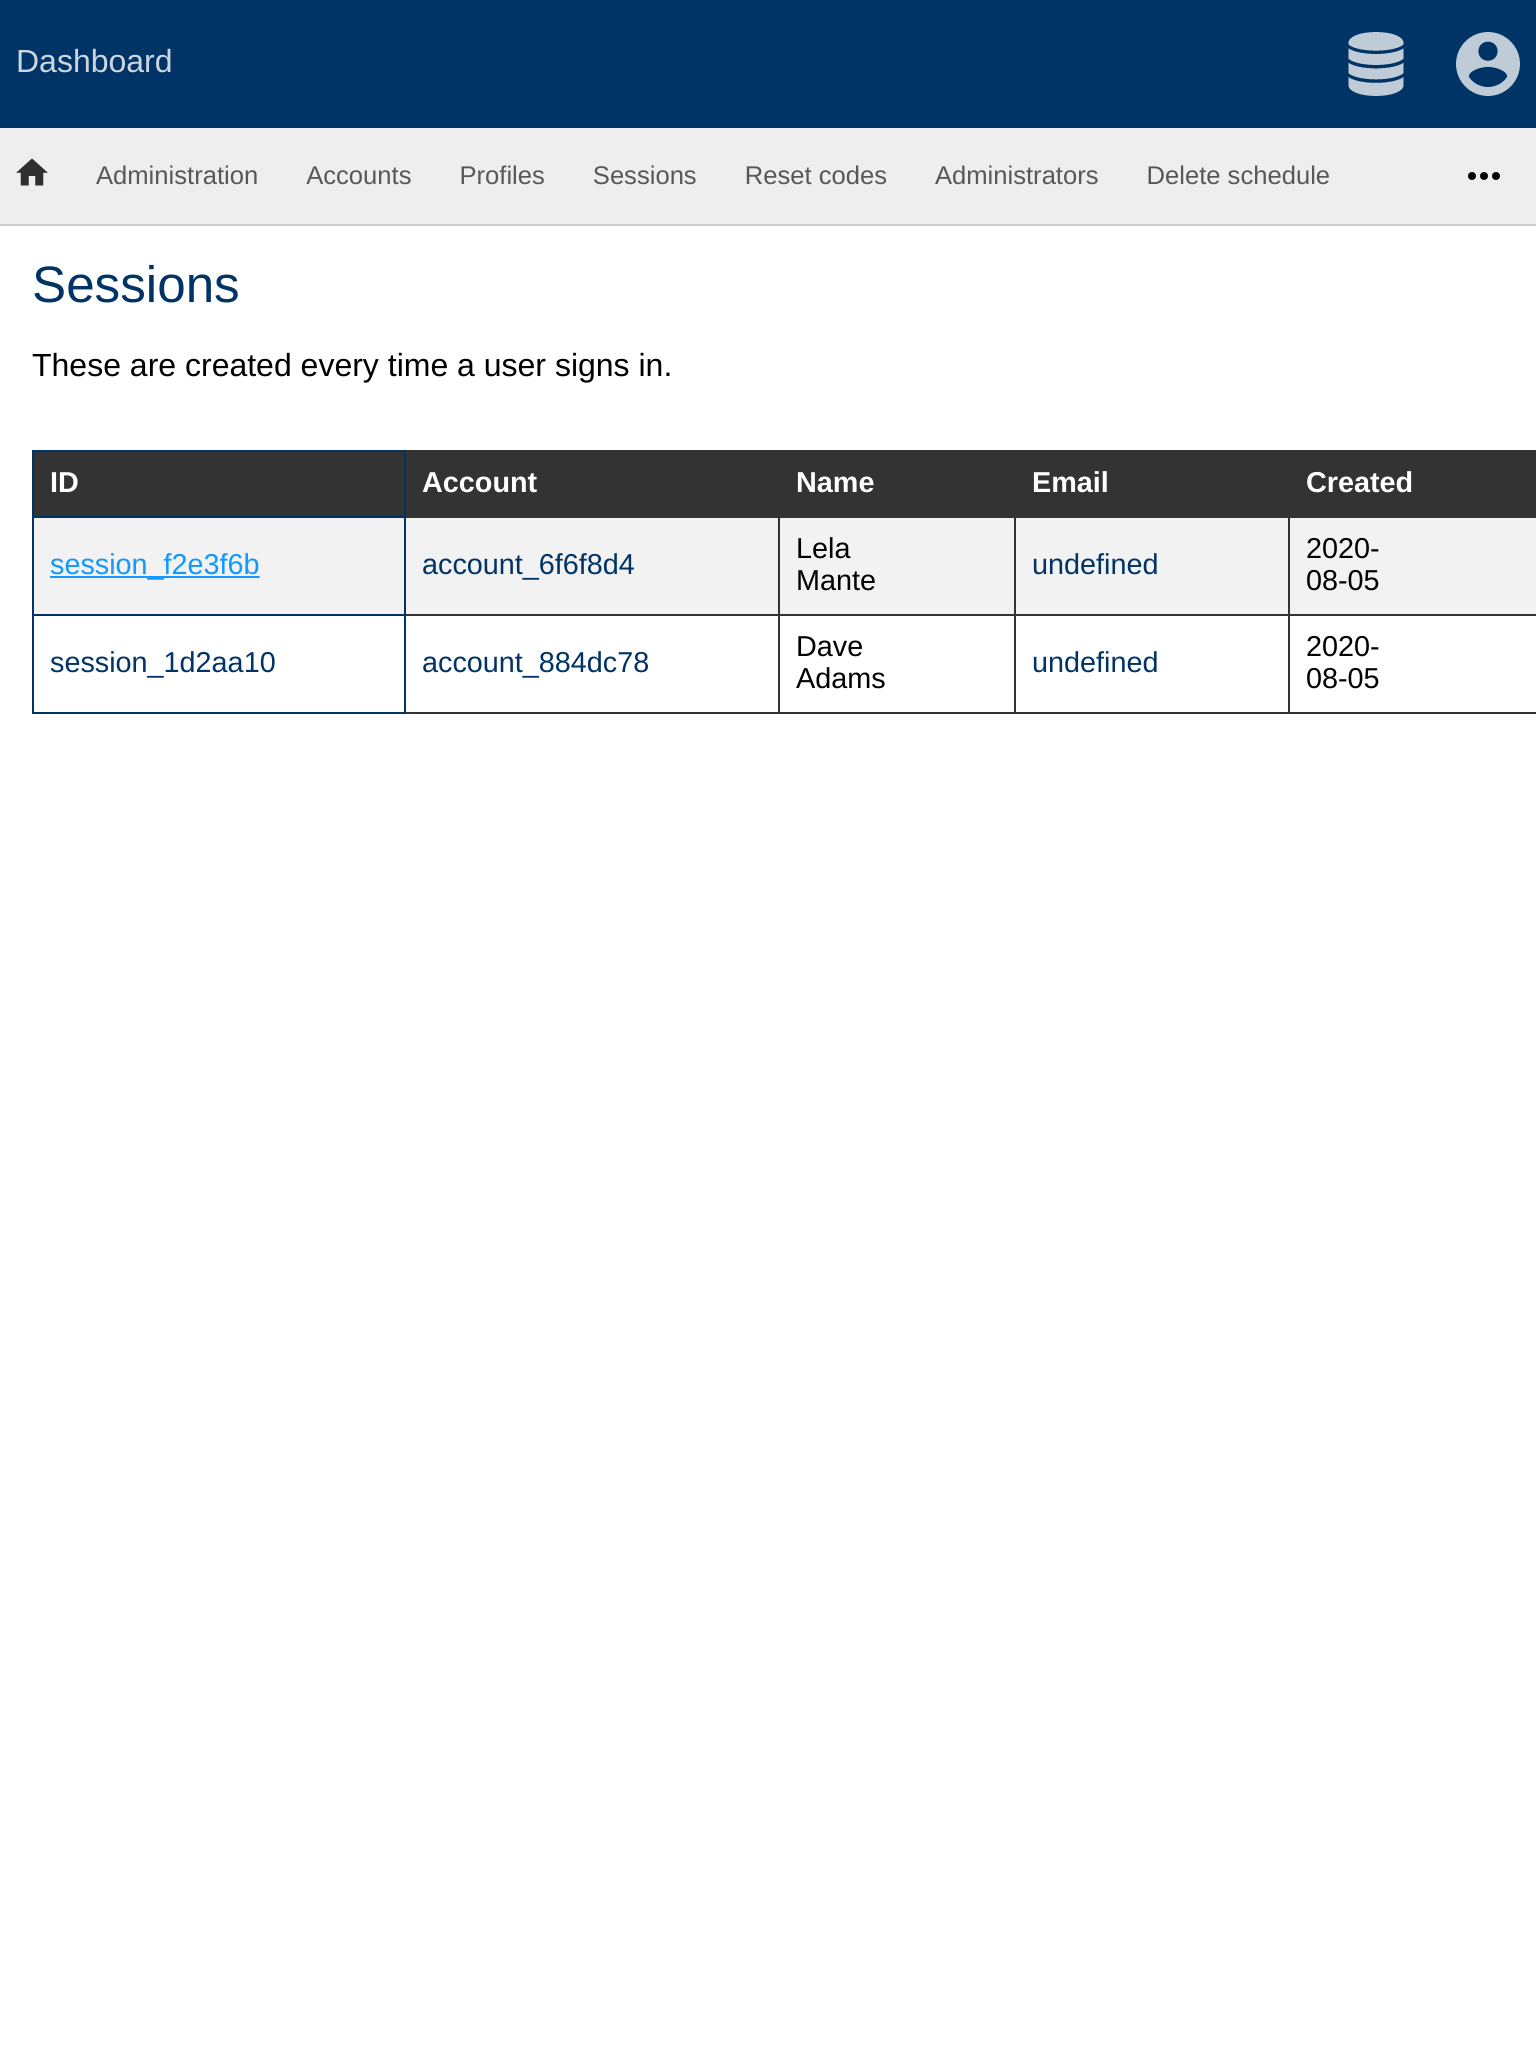 Dashboard
Administration Accounts Profiles Sessions Reset codes Administrators Delete schedule
Sessions
These are created every time a user signs in.
ID Account Name Email Created
session_f2e3f6b account_6f6f8d4 Lela undefined 2020-
Mante 08-05
session_1d2aa10 account_884dc78 Dave undefined 2020-
Adams 08-05